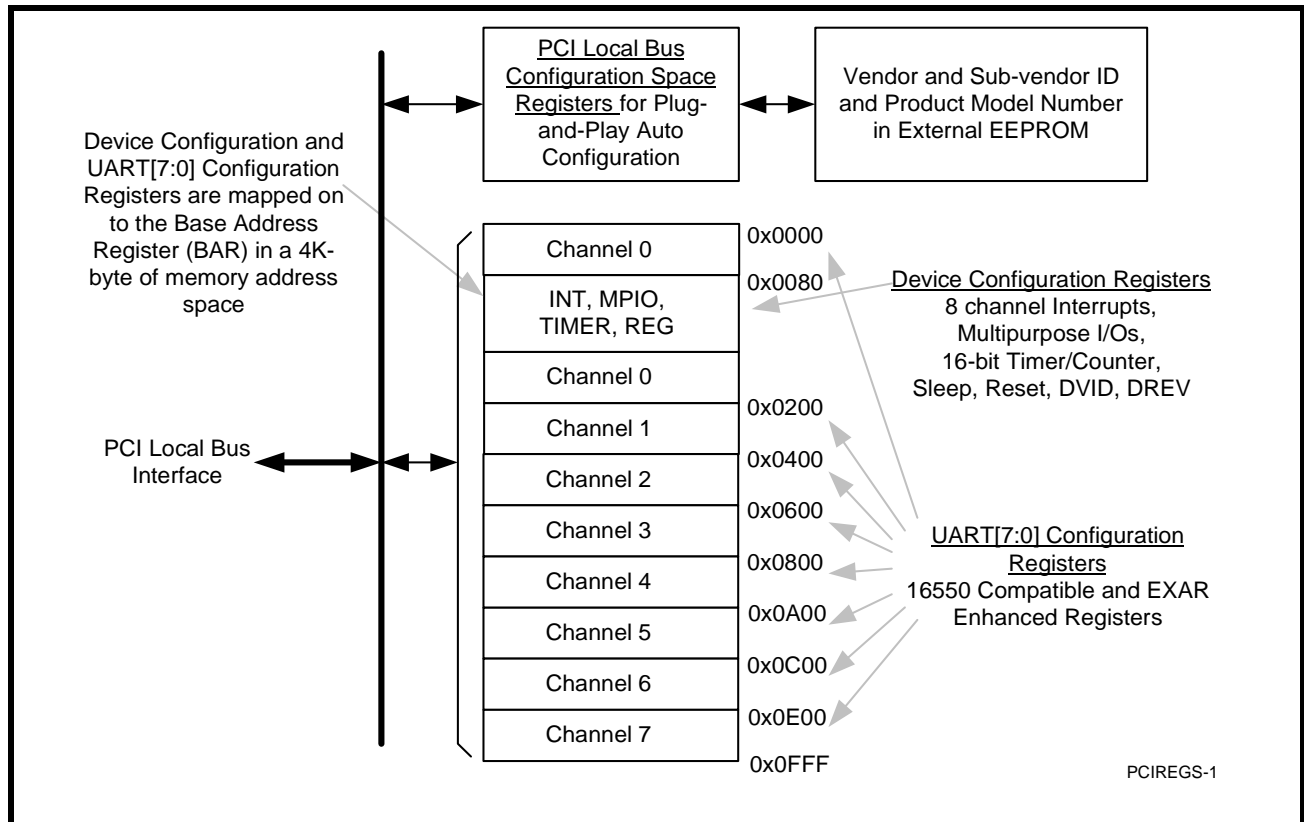 PCI Local Bus
Configuration Space
Registers for Plug-
and-Play Auto
Configuration
Vendor and Sub-vendor ID
and Product Model Number
in External EEPROM
Device Configuration and
UART[7:0] Configuration
Registers are mapped on
to the Base Address
Register (BAR) in a 4K-
byte of memory address
space
PCI Local Bus
Interface
Channel 0
INT, MPIO,
TIMER, REG
Channel 0
Channel 1
Channel 2
Channel 3
Channel 4
Channel 5
Channel 6
Channel 7
0x0000
0x0080
0x0200
0x0400
0x0600
0x0800
0x0A00
0x0C00
0x0E00
0x0FFF
Device Configuration Registers
8 channel Interrupts,
Multipurpose I/Os,
16-bit Timer/Counter,
Sleep, Reset, DVID, DREV
UART[7:0] Configuration
Registers
16550 Compatible and EXAR
Enhanced Registers
PCIREGS-1